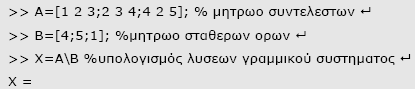 >> A=[1 2 3;2 3 4;4 2 5]; % μητρωο συντελεστων ↵
>> B=[4;5;1]; %μητρωο σταθερων ορων ↵
>> X=A\B %υπολογισμός λυσεων γραμμικού συστηματος ↵
X =